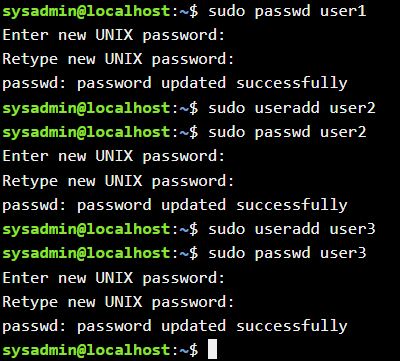 sysadmin@localhost:~$ sudo passwd user1
Enter new UNIX password:
Retype new UNIX password:
passwd: password updated successfully
sysadmin@localhost:~$ sudo useradd user2
sysadmin@localhost:~$ sudo passwd user2
Enter new UNIX password:
Retype new UNIX password:
passwd: password updated successfully
sysadmin@localhost:~$ sudo useradd user3
sysadmin@localhost:~$ sudo passwd user3
Enter new UNIX password:
Retype new UNIX password:
passwd: password updated successfully
sysadmin@localhost:~$